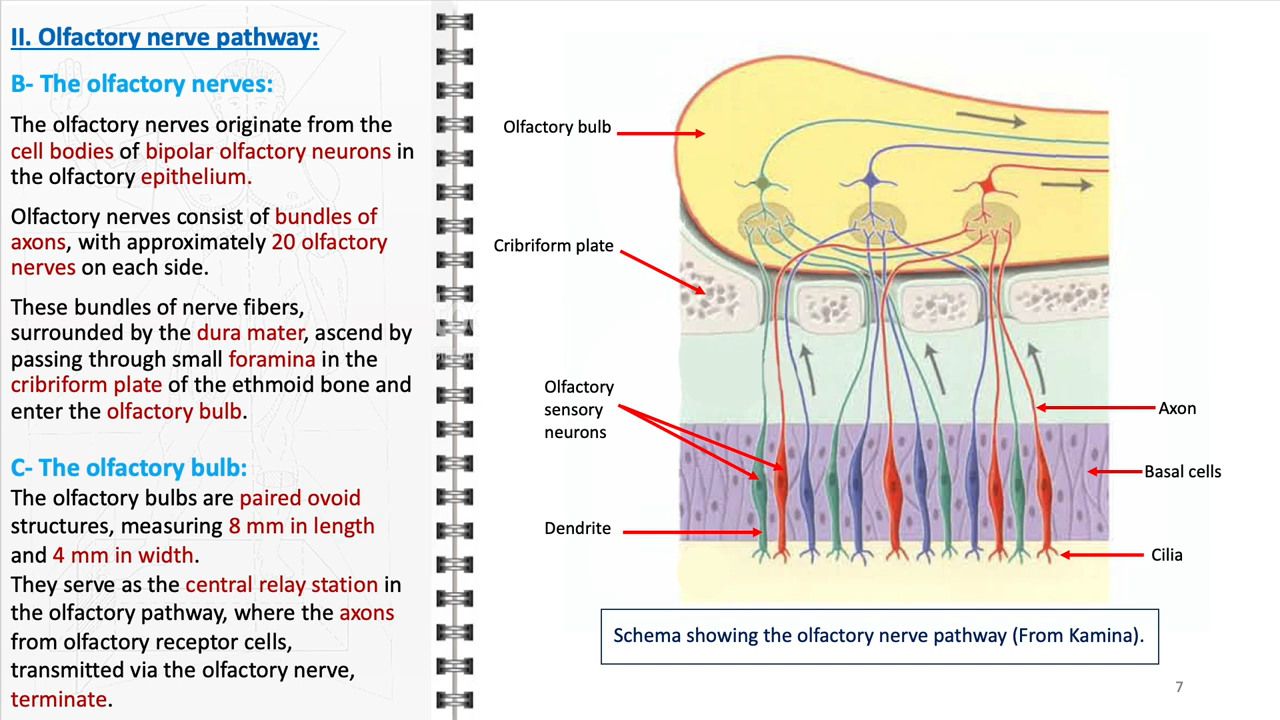 II. Olfactory nerve pathway:
B- The olfactory nerves:
The olfactory nerves originate from the
cell bodies of bipolar olfactory neurons in
the olfactory epithelium.
Olfactory nerves consist of bundles of
axons, with approximately 20 olfactory
nerves on each side.
These bundles of nerve fibers,
surrounded by the dura mater, ascend by
passing through small foramina in the
cribriform plate of the ethmoid bone and
enter the olfactory bulb.
C- The olfactory bulb:
The olfactory bulbs are paired ovoid
structures, measuring 8 mm in length
and 4 mm in width.
They serve as the central relay station in
the olfactory pathway, where the axons
from olfactory receptor cells,
transmitted via the olfactory nerve,
terminate.
Olfactory bulb
Cribriform plate
Olfactory
sensory
neurons
Dendrite
Axon
Basal cells
Cilia
Schema showing the olfactory nerve pathway (From Kamina).
7